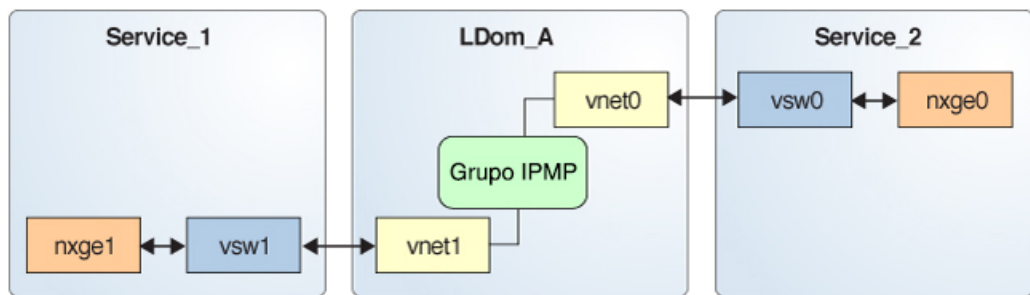 Service_1
LDom_A
Service_2
vnet0
vsw0
nxge0
Grupo IPMP
nxge1
vsw1
vnet1